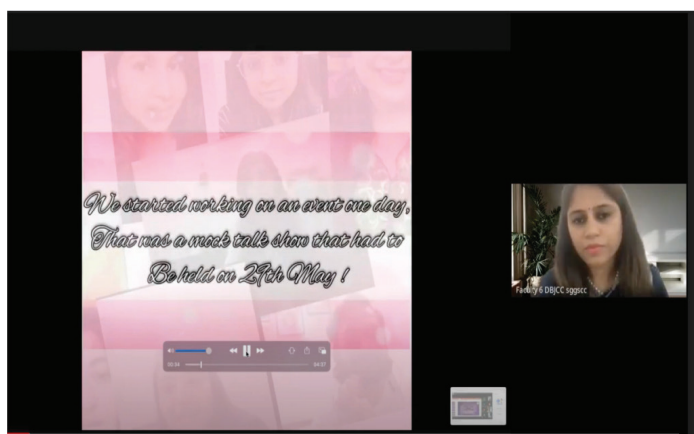 We started working on an event one day,
That was a mock talk show that had to
Be held on 29th May !
Faculty 6 DBJCC sggscc
00:34
04:07